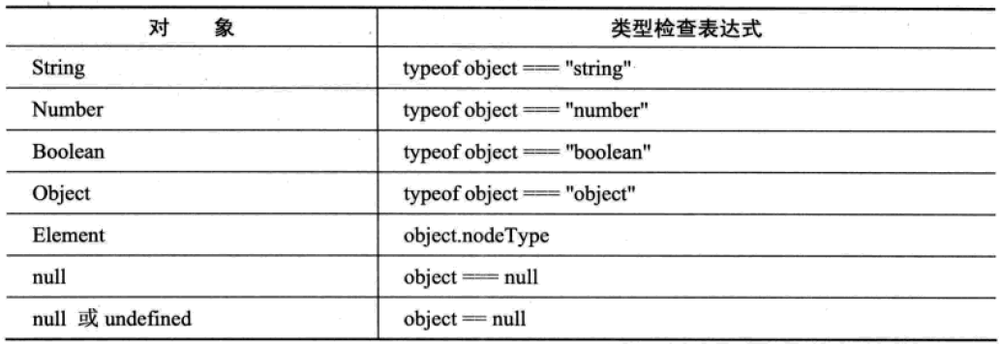 对 象 类型检查表达式
String typeof object === "string"
Number typeof object === "number"
Boolean typeof object === "boolean"
Object typeof object === "object"
Element object.nodeType
null object === null
null 或 undefined object == null